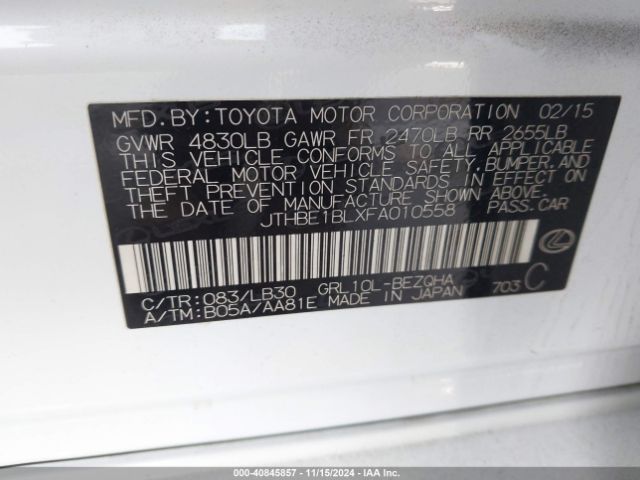 MFD.BY:TOYOTA MOTOR CORPORATION 02/15
GVWR 4830LB GAWR FR 2470LB RR 2655LB
THIS VEHICLE CONFORMS TO ALL APPLICABLE
FEDERAL MOTOR VEHICLE SAFETY,BUMPER,AND
THEFT PREVENTION STANDARDS IN EFFECT ON
THE DATE OF MANUFACTURE SHOWN ABOVE.
JTHBE1BLXFA010558 PASS.CAR
C/TR:083/LB30 GRL10L-BEZQHA C
A/TM:B05A/AA81E MADE IN JAPAN 703
000-40845857 - 11/15/2024 - IAA Inc.